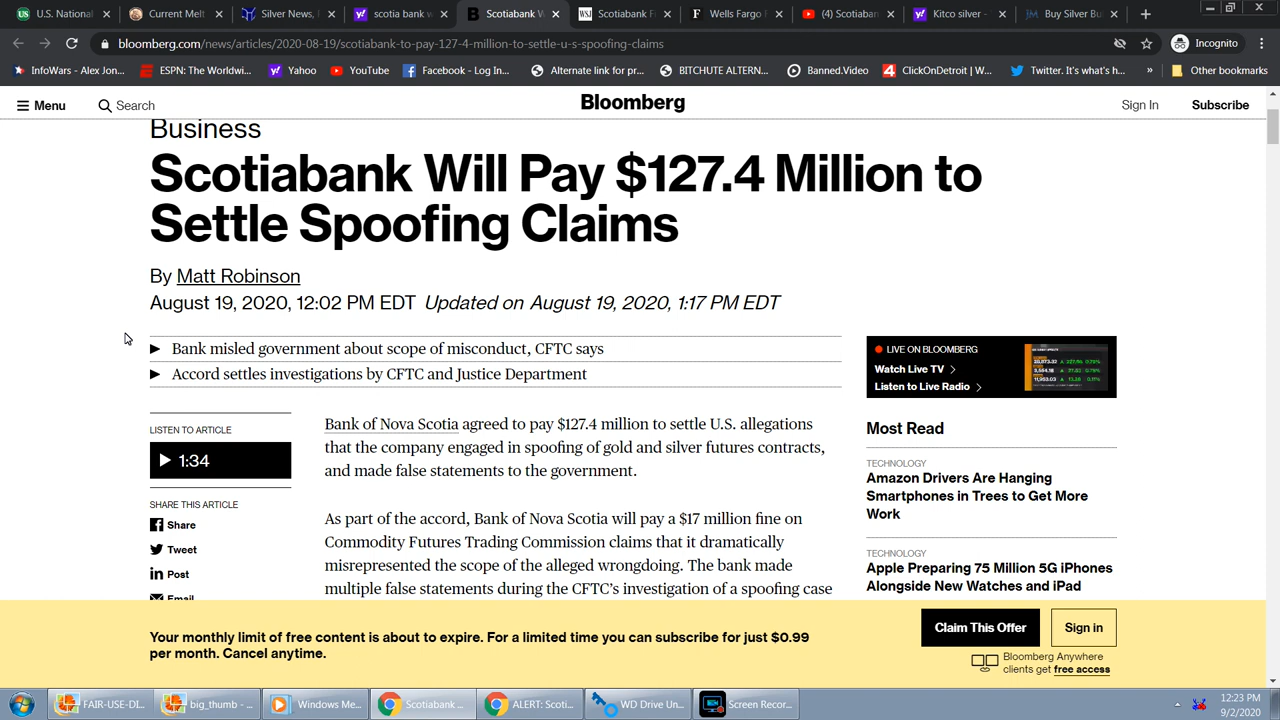 U.S. National
Current Melt
Silver News,
scotia bank w
Scotiabank W
Scotiabank Fi
Wells Fargo F
(4) Scotiaban
Kitco silver -
Buy Silver Bu
bloomberg.com/news/articles/2020-08-19/scotiabank-to-pay-127-4-million-to-settle-u-s-spoofing-claims
Incognito
InfoWars - Alex Jon...
ESPN: The Worldwi...
Yahoo
YouTube
Facebook - Log In...
Alternate link for pr...
BITCHUTE ALTERN...
Banned.Video
ClickOnDetroit | W...
Twitter. It's what's h...
»
Other bookmarks
Menu
Search
Bloomberg
Sign In
Subscribe
Business
Scotiabank Will Pay $127.4 Million to
Settle Spoofing Claims
By Matt Robinson
August 19, 2020, 12:02 PM EDT Updated on August 19, 2020, 1:17 PM EDT
Bank misled government about scope of misconduct, CFTC says
Accord settles investigations by CFTC and Justice Department
LISTEN TO ARTICLE
1:34
SHARE THIS ARTICLE
Share
Tweet
Post
Email
Bank of Nova Scotia agreed to pay $127.4 million to settle U.S. allegations
that the company engaged in spoofing of gold and silver futures contracts,
and made false statements to the government.
As part of the accord, Bank of Nova Scotia will pay a $17 million fine on
Commodity Futures Trading Commission claims that it dramatically
misrepresented the scope of the alleged wrongdoing. The bank made
multiple false statements during the CFTC's investigation of a spoofing case
LIVE ON BLOOMBERG
Watch Live TV
Listen to Live Radio
Most Read
TECHNOLOGY
Amazon Drivers Are Hanging
Smartphones in Trees to Get More
Work
TECHNOLOGY
Apple Preparing 75 Million 5G iPhones
Alongside New Watches and iPad
Your monthly limit of free content is about to expire. For a limited time you can subscribe for just $0.99
per month. Cancel anytime.
Claim This Offer
Sign in
Bloomberg Anywhere
clients get free access
FAIR-USE-DI...
big_thumb - ...
Windows Me...
Scotiabank ...
ALERT: Scoti...
WD Drive Un...
Screen Recor...
12:23 PM
9/2/2020